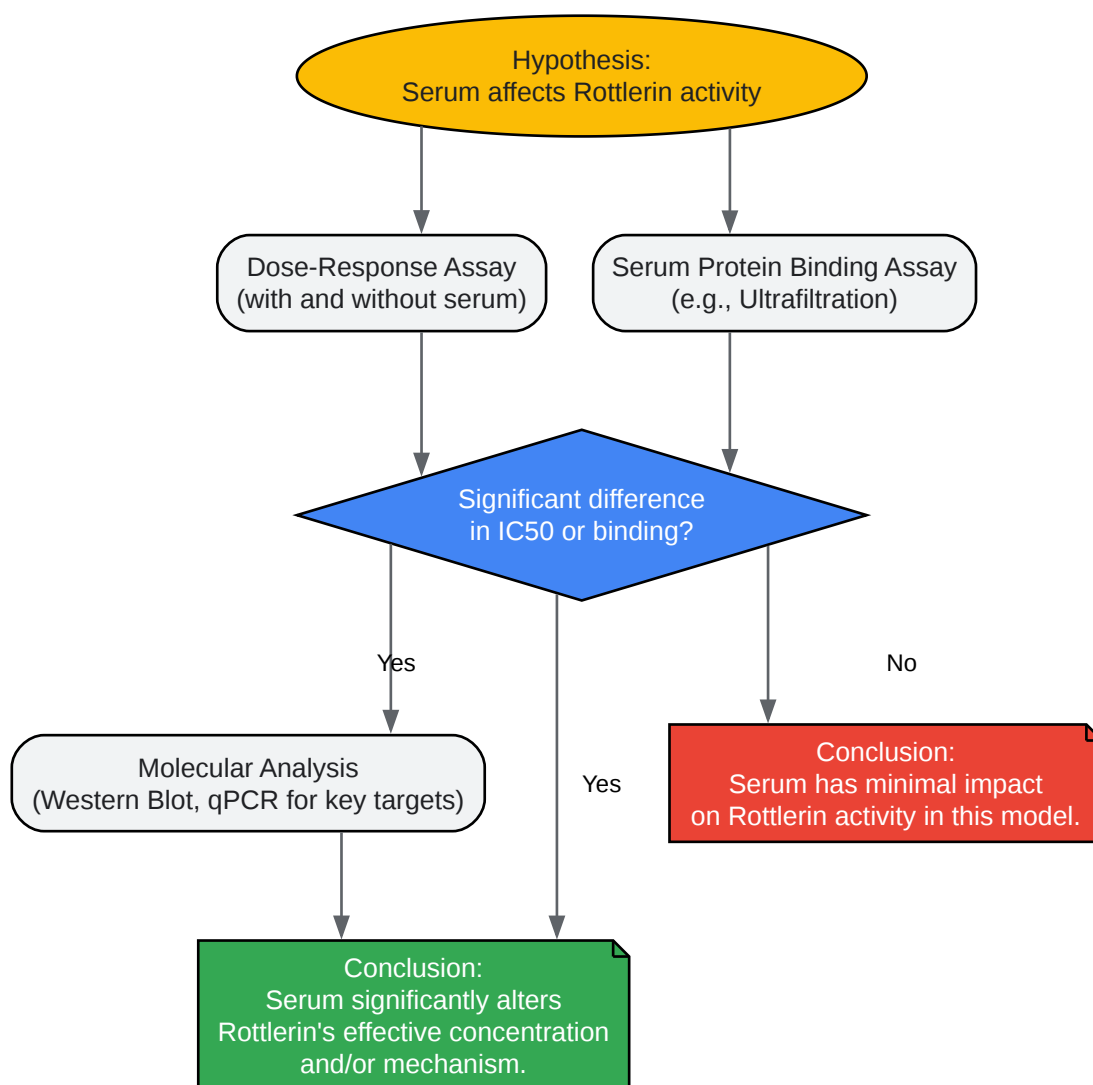 Hypothesis:
Serum affects Rottlerin activity
Dose-Response Assay
(with and without serum)
Serum Protein Binding Assay
(e.g., Ultrafiltration)
Significant difference
in IC50 or binding?
Yes
No
Molecular Analysis
(Western Blot, qPCR for key targets)
Yes
Conclusion:
Serum has minimal impact
on Rottlerin activity in this model.
Conclusion:
Serum significantly alters
Rottlerin's effective concentration
and/or mechanism.